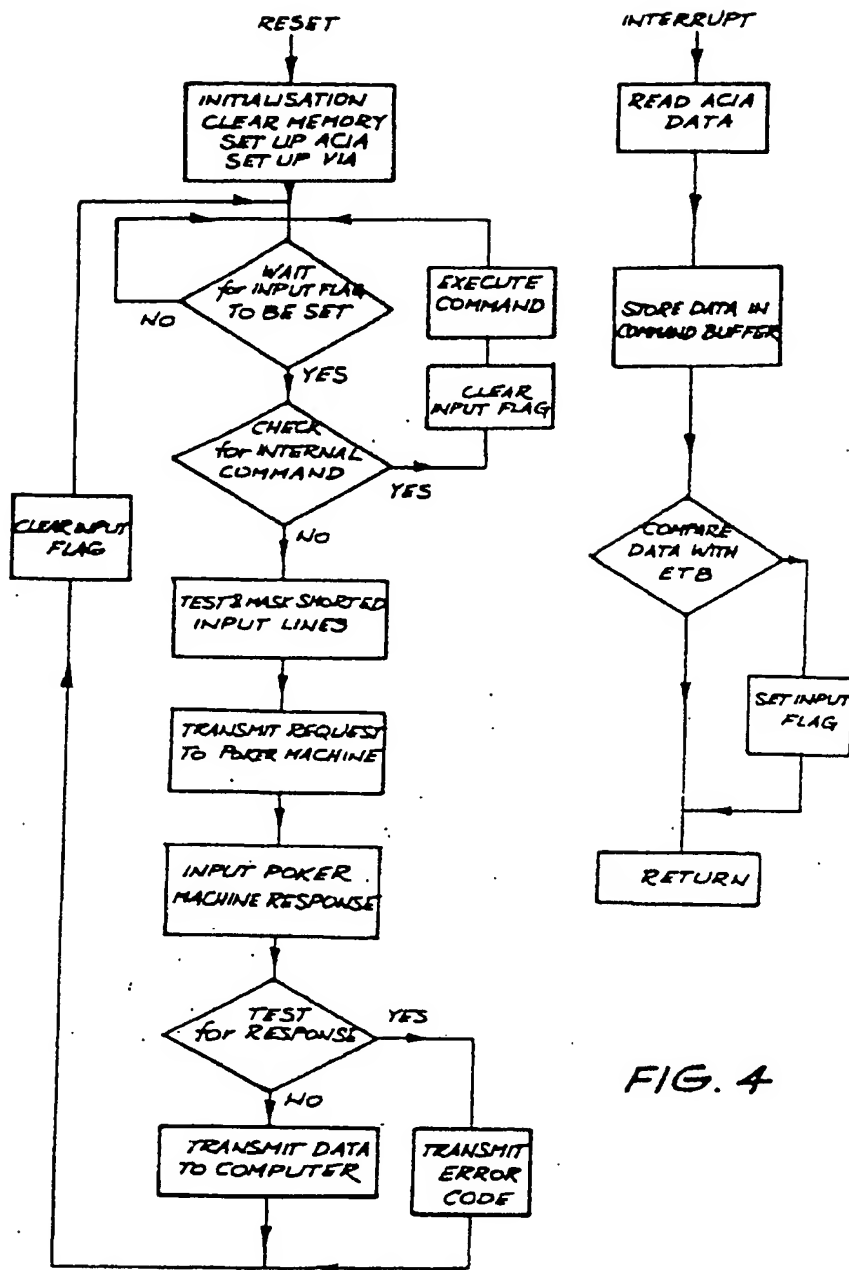 RESET
INITIALISATION
CLEAR MEMORY
SET UP ACIA
SET UP VIA
WAIT
for INPUT FLAG
TO BE SET
NO
YES
EXECUTE
COMMAND
CLEAR
INPUT FLAG
CHECK
for INTERNAL
COMMAND
YES
NO
CLEAR INPUT
FLAG
TEST & MASK SHORTED
INPUT LINES
TRANSMIT REQUEST
TO POKER MACHINE
INPUT POKER
MACHINE RESPONSE
TEST
for RESPONSE
YES
NO
TRANSMIT DATA
TO COMPUTER
TRANSMIT
ERROR
CODE
INTERRUPT
READ ACIA
DATA
STORE DATA IN
COMMAND BUFFER
COMPARE
DATA WITH
ETB
SET INPUT
FLAG
RETURN
FIG. 4